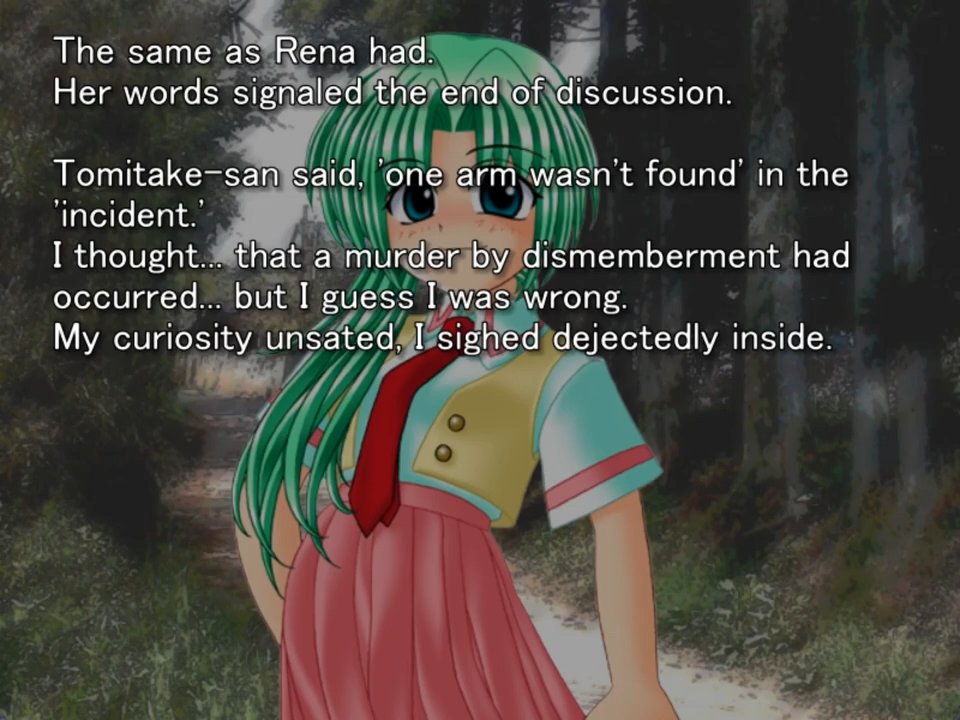 The same as Rena had.
Her words signaled the end of discussion.
Tomitake-san said, 'one arm wasn't found' in the
'incident.'
I thought... that a murder by dismemberment had
occurred... but I guess I was wrong.
My curiosity unsated, I sighed dejectedly inside.